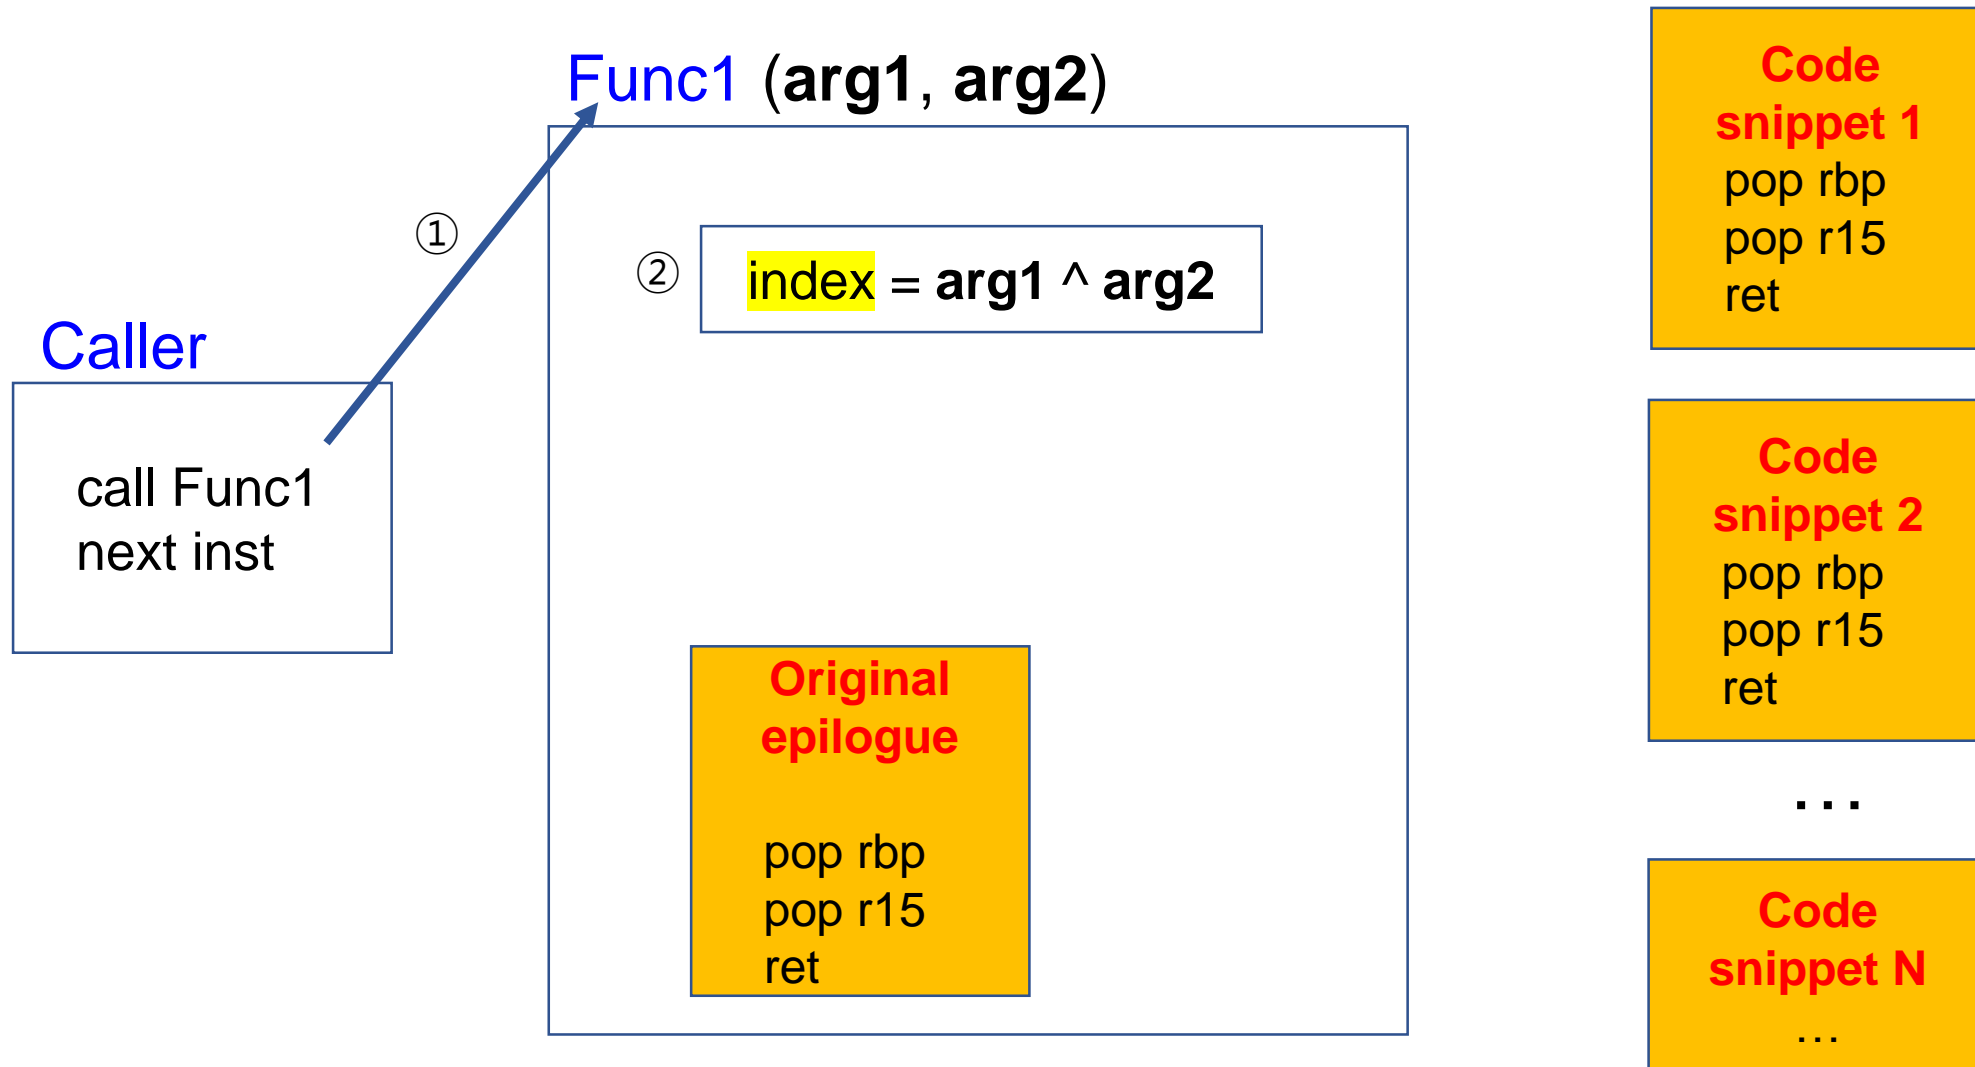 Func1 (arg1, arg2)
①
②
index = arg1 ^ arg2
Caller
call Func1
next inst
Original
epilogue
pop rbp
pop r15
ret
Code
snippet 1
pop rbp
pop r15
ret
Code
snippet 2
pop rbp
pop r15
ret
...
Code
snippet N
...